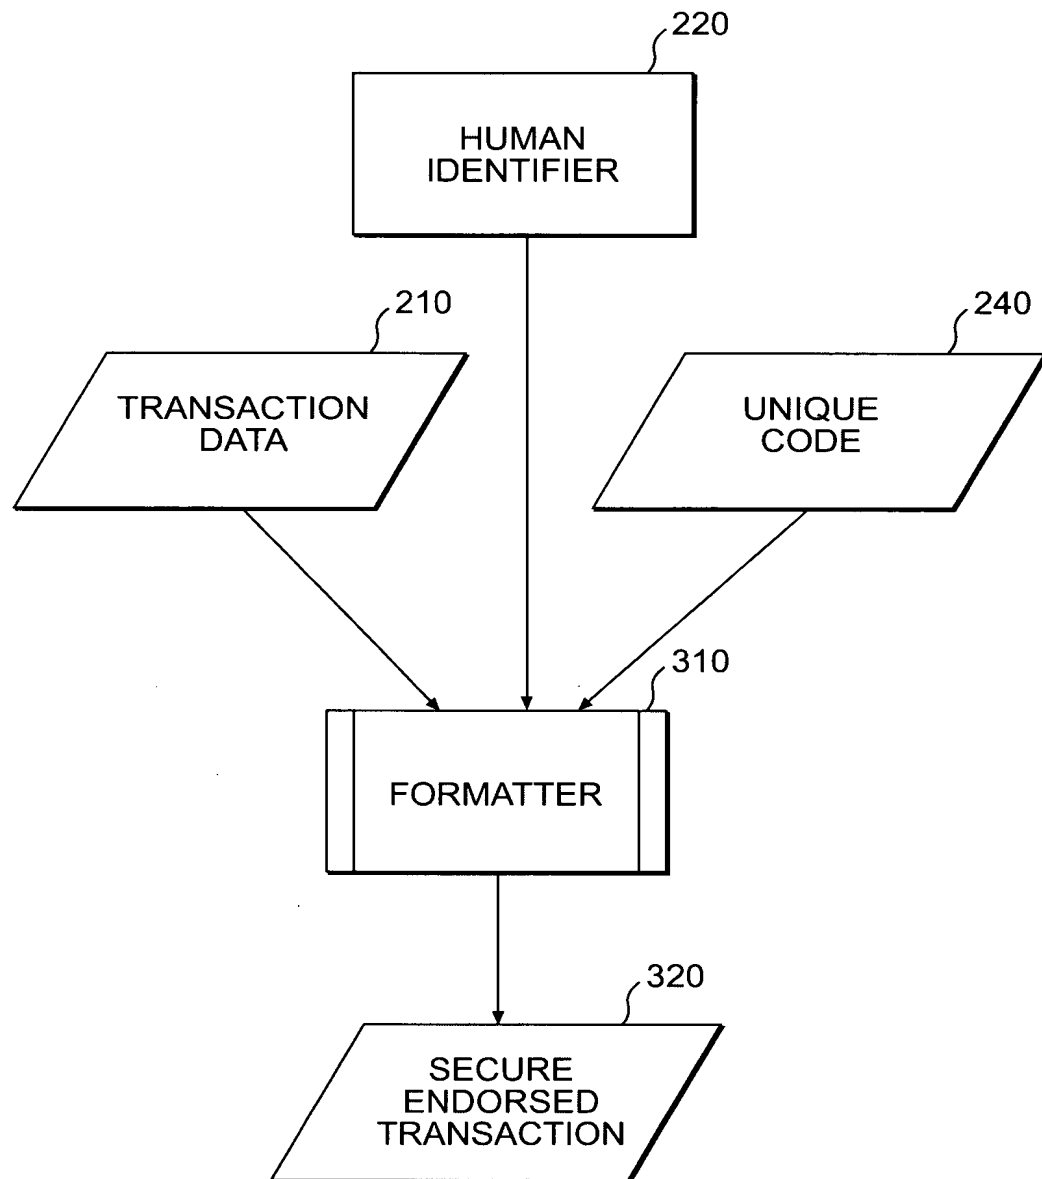 220
HUMAN
IDENTIFIER
210
240
TRANSACTION
DATA
UNIQUE
CODE
310
FORMATTER
320
SECURE
ENDORSED
TRANSACTION